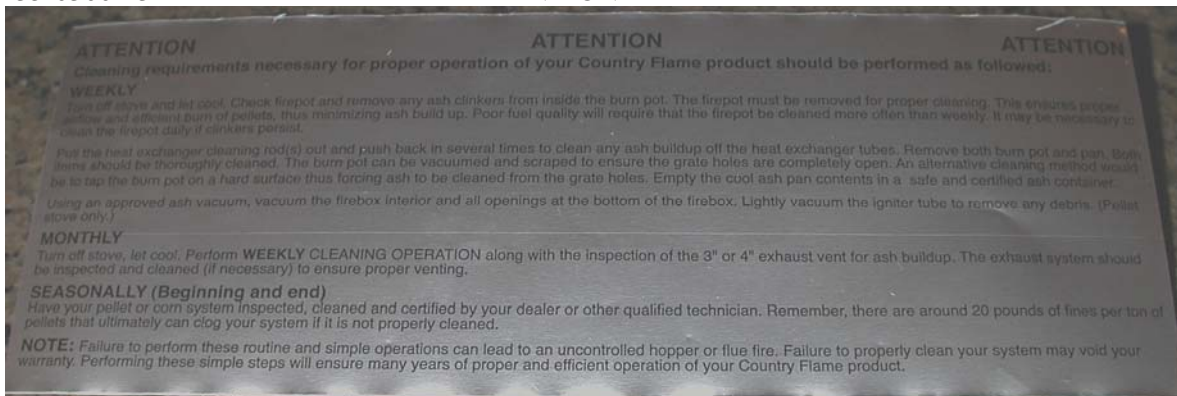 ATTENTION ATTENTION ATTENTION
Cleaning requirements necessary for proper operation of your Country Flame product should be performed as followed:
WEEKLY
Turn off stove and let cool. Check firepot and remove any ash clinkers from inside the burn pot. The firepot must be removed for proper cleaning. This ensures proper
airflow and efficient burn of pellets, thus minimizing ash build up. Poor fuel quality will require that the firepot be cleaned more often than weekly. It may be necessary to
clean the firepot daily if clinkers persist.
Pull the heat exchanger cleaning rod(s) out and push back in several times to clean any ash buildup off the heat exchanger tubes. Remove both burn pot and pan. Both
items should be thoroughly cleaned. The burn pot can be vacuumed and scraped to ensure the grate holes are completely open. An alternative cleaning method would
be to tap the burn pot on a hard surface thus forcing ash to be cleaned from the grate holes. Empty the cool ash pan contents in a safe and certified ash container.
Using an approved ash vacuum, vacuum the firebox interior and all openings at the bottom of the firebox. Lightly vacuum the igniter tube to remove any debris. (Pellet
stove only.)
MONTHLY
Turn off stove, let cool. Perform WEEKLY CLEANING OPERATION along with the inspection of the 3" or 4" exhaust vent for ash buildup. The exhaust system should
be inspected and cleaned (if necessary) to ensure proper venting.
SEASONALLY (Beginning and end)
Have your pellet or corn system inspected, cleaned and certified by your dealer or other qualified technician. Remember, there are around 20 pounds of fines per ton of
pellets that ultimately can clog your system if it is not properly cleaned.
NOTE: Failure to perform these routine and simple operations can lead to an uncontrolled hopper or flue fire. Failure to properly clean your system may void your
warranty. Performing these simple steps will ensure many years of proper and efficient operation of your Country Flame product.